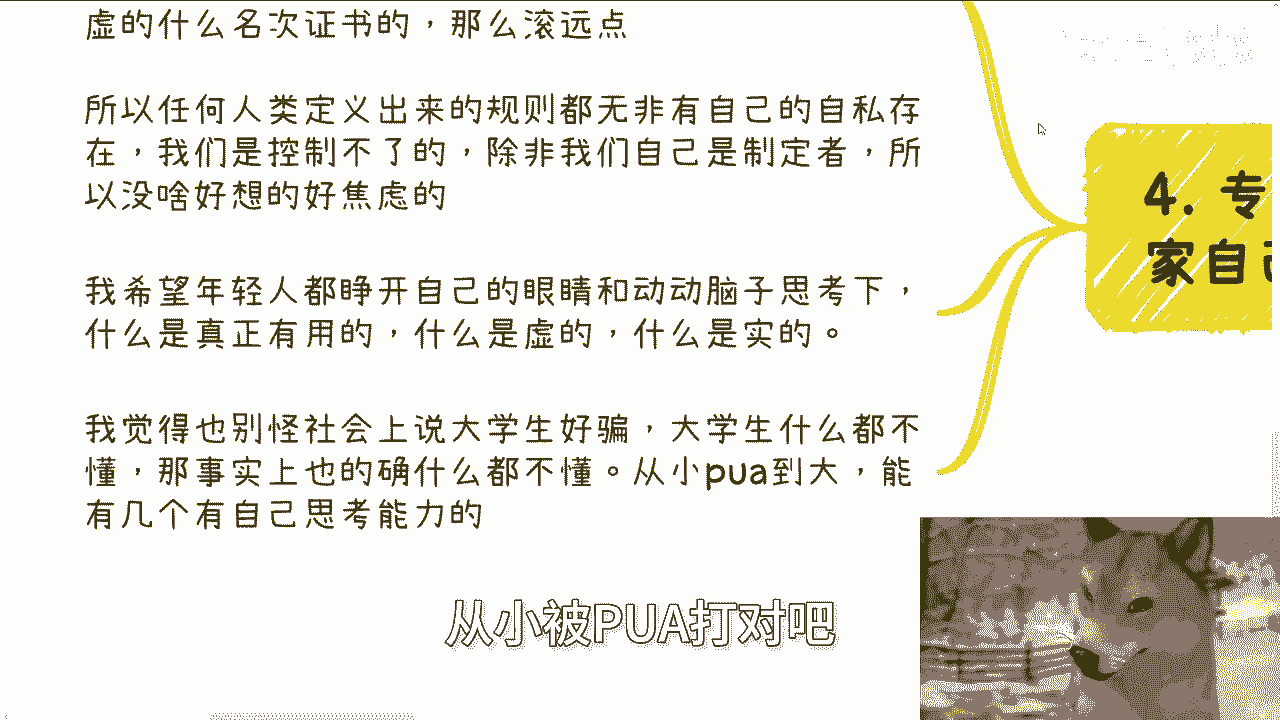 虚的什么名次证书的，那么滚远点
所以任何人类定义出来的规则都无非有自己的自私存
在，我们是控制不了的，除非我们自己是制定者，所
以没啥好想的好焦虑的
我希望年轻人都睁开自己的眼睛和动动脑子思考下，
什么是真正有用的，什么是虚的，什么是实的。
我觉得也别怪社会上说大学生好骗，大学生什么都不
懂，那事实上也的确什么都不懂。从小pua到大，能
有几个有自己思考能力的
4. 专
家自己
从小被PUA打对吧